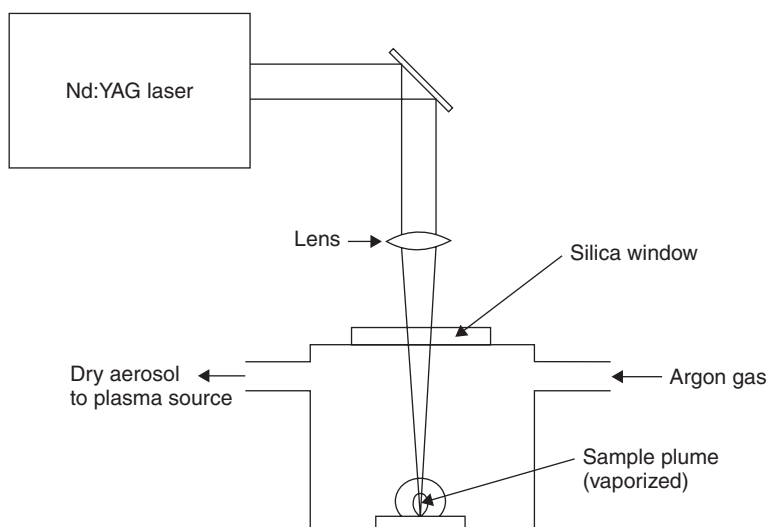 Nd:YAG laser
Lens
Silica window
Dry aerosol
to plasma source
Argon gas
Sample plume
(vaporized)